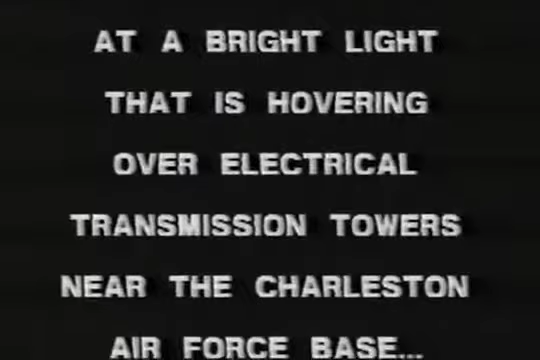 AT A BRIGHT LIGHT
THAT IS HOVERING
OVER ELECTRICAL
TRANSMISSION TOWERS
NEAR THE CHARLESTON
AIR FORCE BASE...